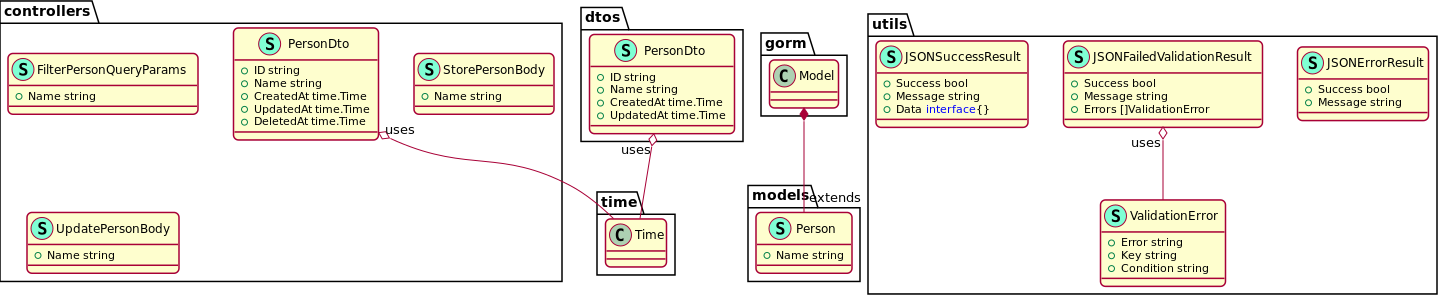 controllers
S FilterPersonQueryParams
Name string
S PersonDto
ID string
Name string
CreatedAt time.Time
UpdatedAt time.Time
DeletedAt time.Time
S StorePersonBody
Name string
S UpdatePersonBody
Name string
uses
dtos
S PersonDto
ID string
Name string
CreatedAt time.Time
UpdatedAt time.Time
uses
time
C Time
gorm
C Model
models
extends
S Person
Name string
utils
S JSONSuccessResult
Success bool
Message string
Data interface{}
S JSONFailedValidationResult
Success bool
Message string
Errors []ValidationError
S JSONErrorResult
Success bool
Message string
uses
S ValidationError
Error string
Key string
Condition string